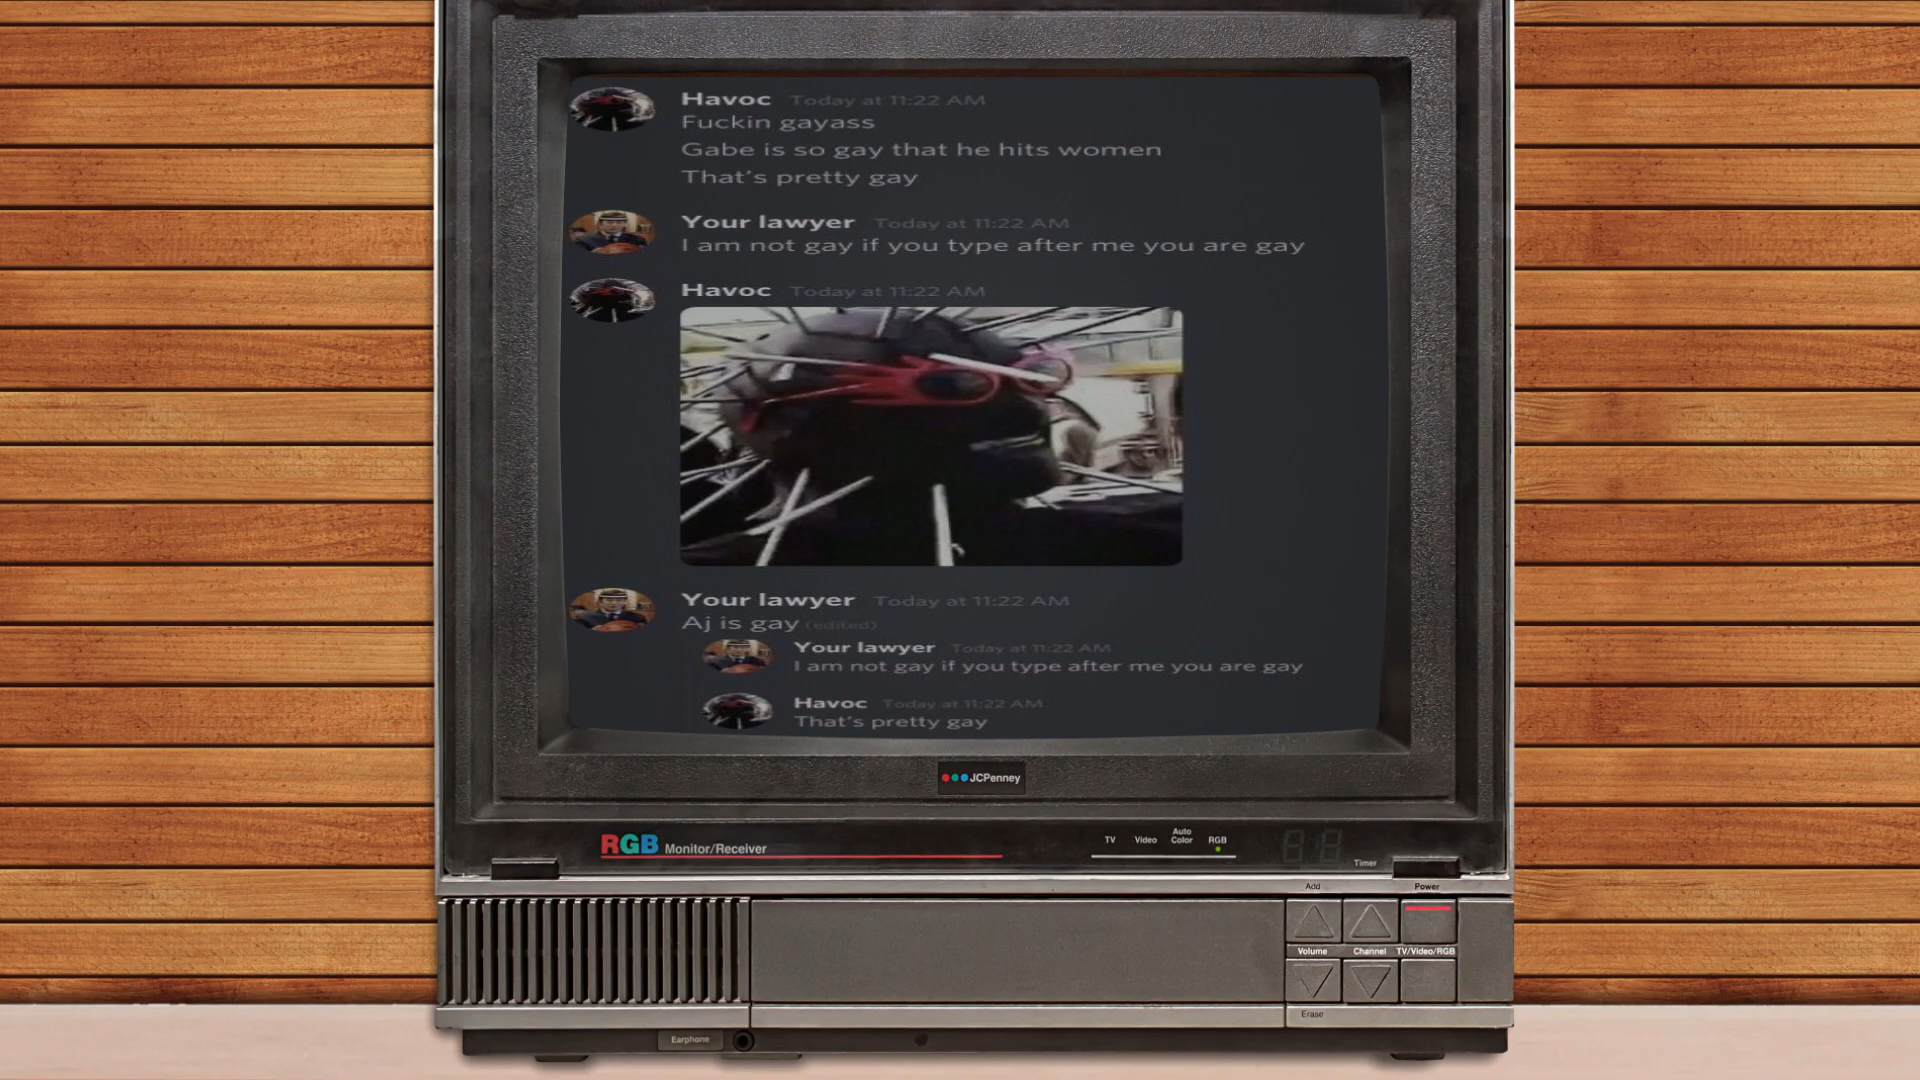 Havoc Today at 11:22 AM
Fuckin gayass
Gabe is so gay that he hits women
That's pretty gay
Your lawyer Today at 11:22 AM
I am not gay if you type after me you are gay
Havoc Today at 11:22 AM
Your lawyer Today at 11:22 AM
Aj is gay (edited)
Your lawyer Today at 11:22 AM
I am not gay if you type after me you are gay
Havoc Today at 11:22 AM
That's pretty gay
JCPenney
RGB Monitor/Receiver
TV Video Auto Color RGB
Timer
Add Power
Volume Channel TV/Video/RGB
Erase
Earphone